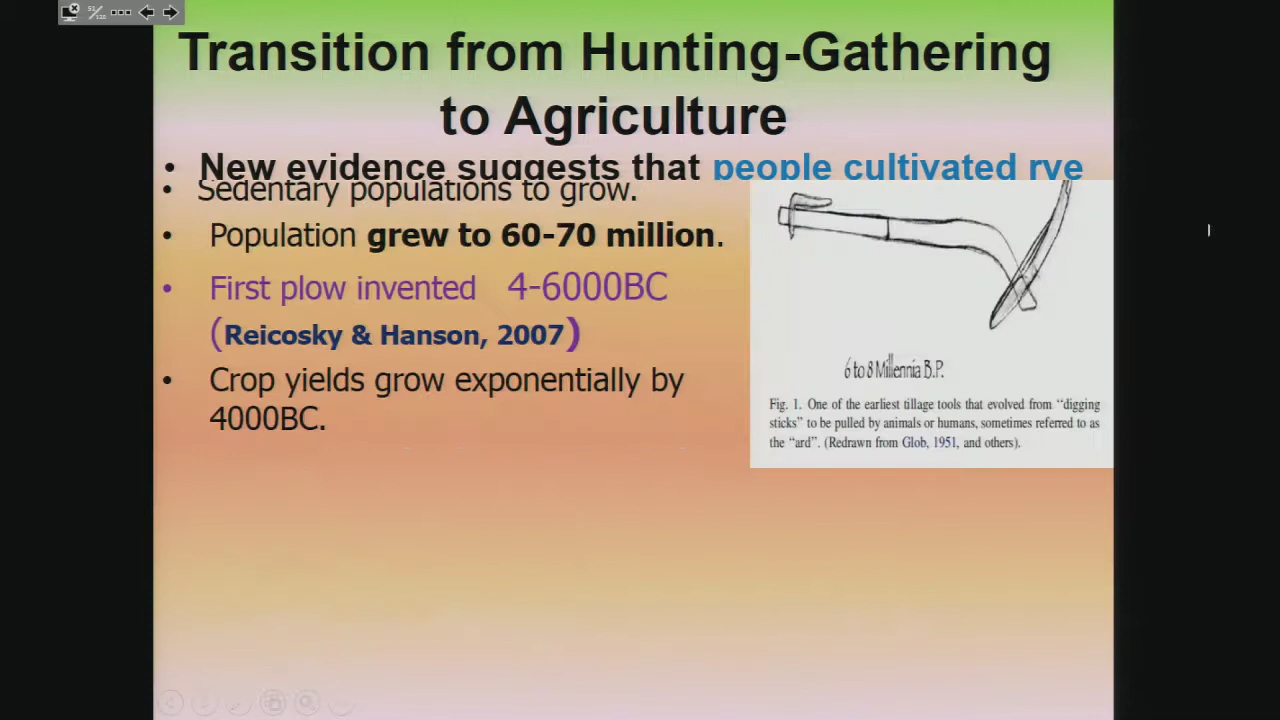 51/120
Transition from Hunting-Gathering
to Agriculture
• New evidence suggests that people cultivated rye
• Sedentary populations to grow.
• Population grew to 60-70 million.
• First plow invented 4-6000BC
(Reicosky & Hanson, 2007)
• Crop yields grow exponentially by
4000BC.
6 to 8 Millennia B.P.
Fig. 1. One of the earliest tillage tools that evolved from “digging
sticks” to be pulled by animals or humans, sometimes referred to as
the “ard”. (Redrawn from Glob, 1951, and others).